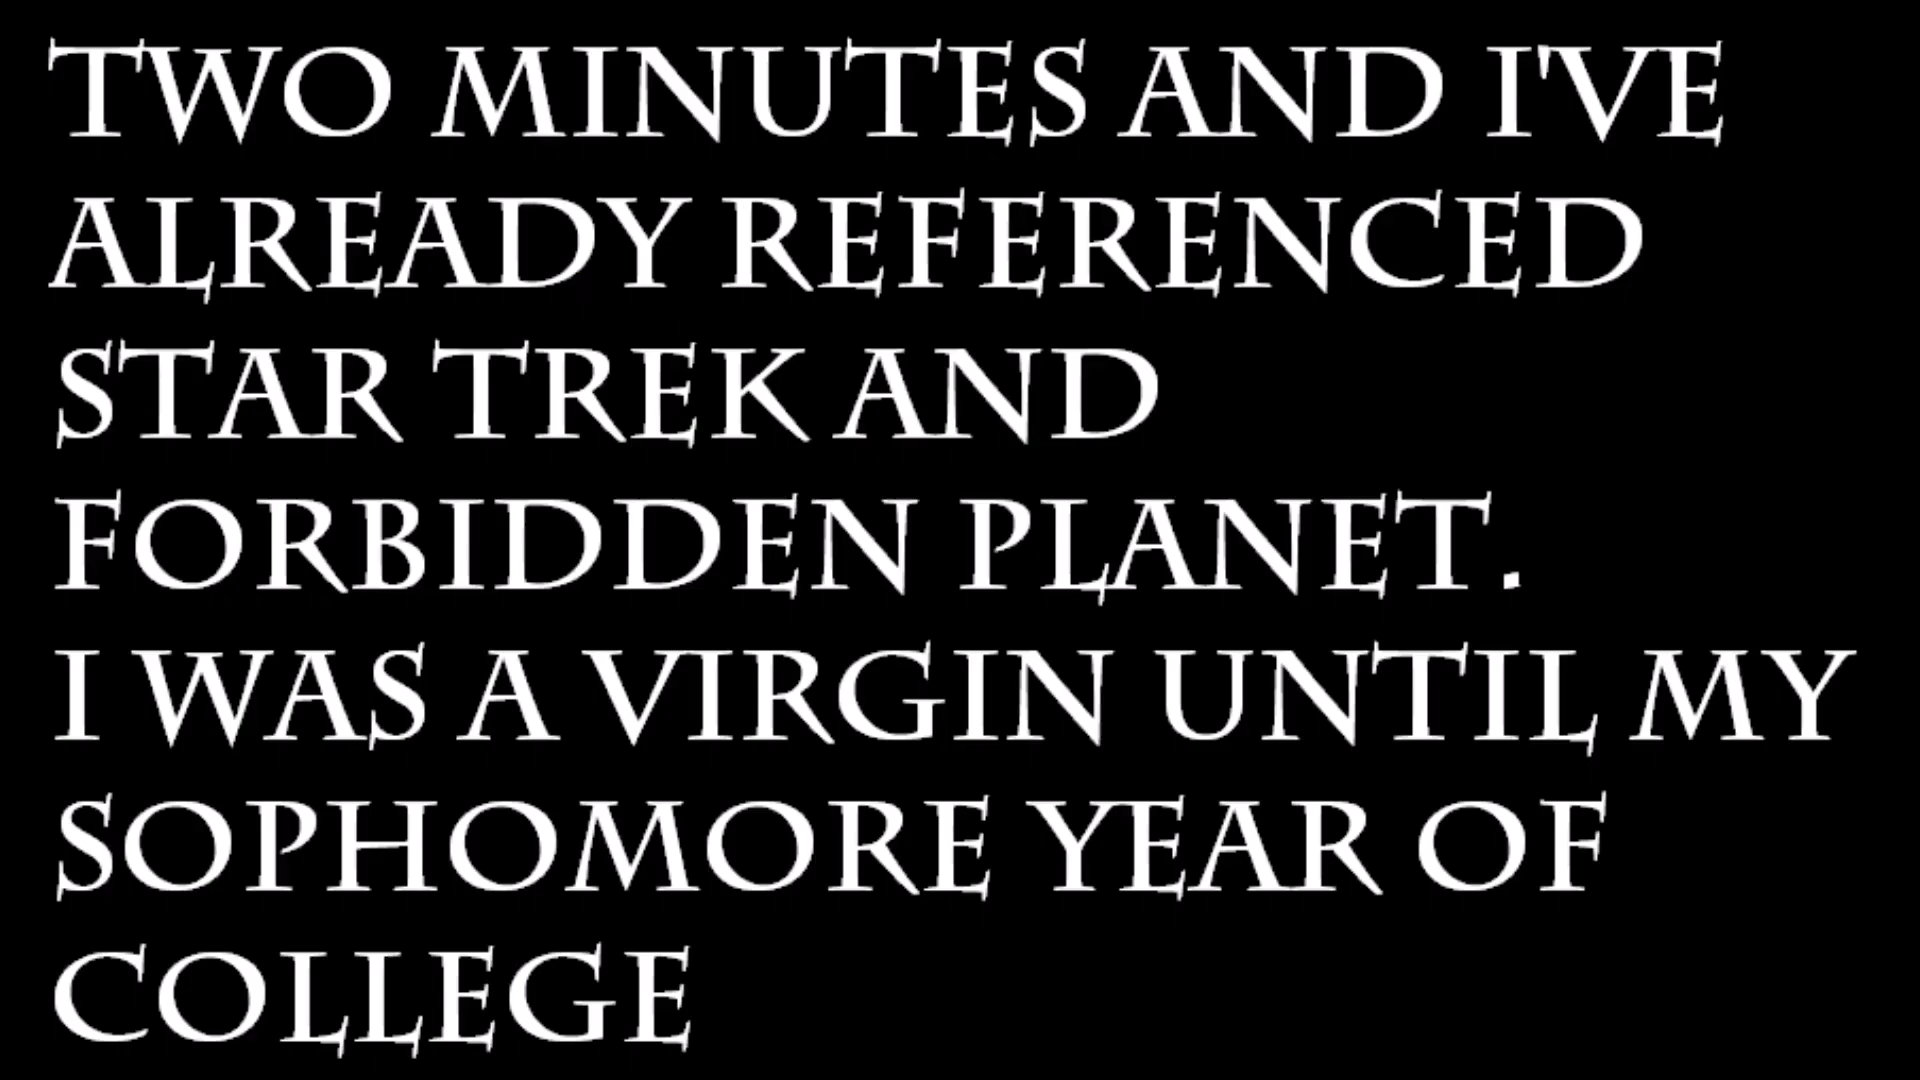 TWO MINUTES AND I'VE
ALREADY REFERENCED
STAR TREK AND
FORBIDDEN PLANET.
I WAS A VIRGIN UNTIL MY
SOPHOMORE YEAR OF
COLLEGE